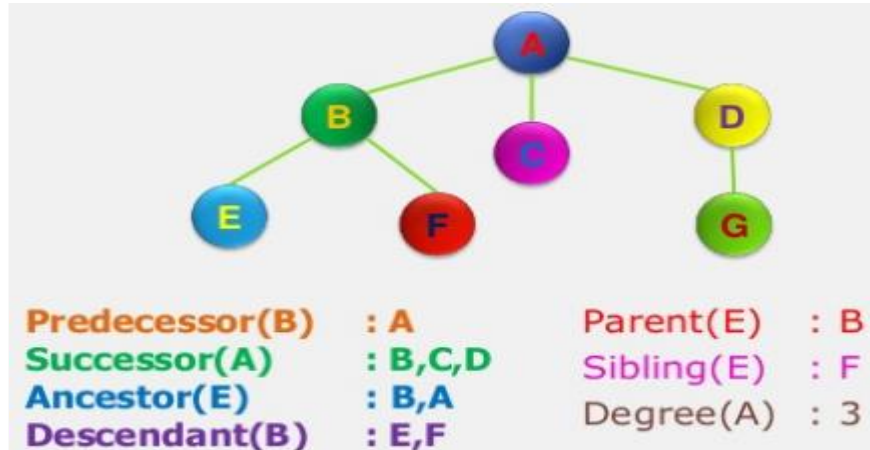 A
B
D
C
E
F
G
Predecessor(B) : A
Successor(A) : B,C,D
Ancestor(E) : B,A
Descendant(B) : E,F
Parent(E) : B
Sibling(E) : F
Degree(A) : 3